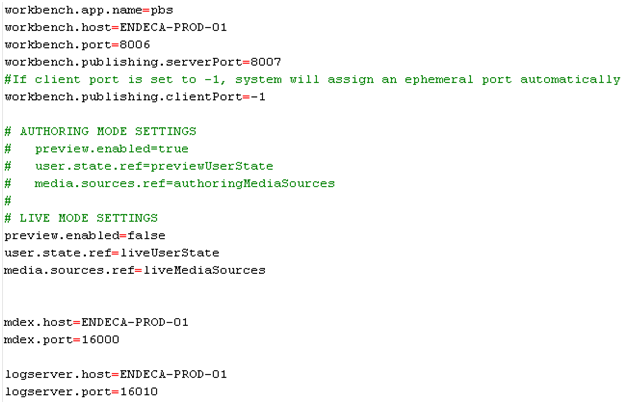 workbench.app.name=pbs
workbench.host=ENDECA-PROD-01
workbench.port=8006
workbench.publishing.serverPort=8007
#If client port is set to -1, system will assign an ephemeral port automatically
workbench.publishing.clientPort=-1
# AUTHORING MODE SETTINGS
#   preview.enabled=true
#   user.state.ref=previewUserState
#   media.sources.ref=authoringMediaSources
#
# LIVE MODE SETTINGS
preview.enabled=false
user.state.ref=liveUserState
media.sources.ref=liveMediaSources
mdex.host=ENDECA-PROD-01
mdex.port=16000
logserver.host=ENDECA-PROD-01
logserver.port=16010